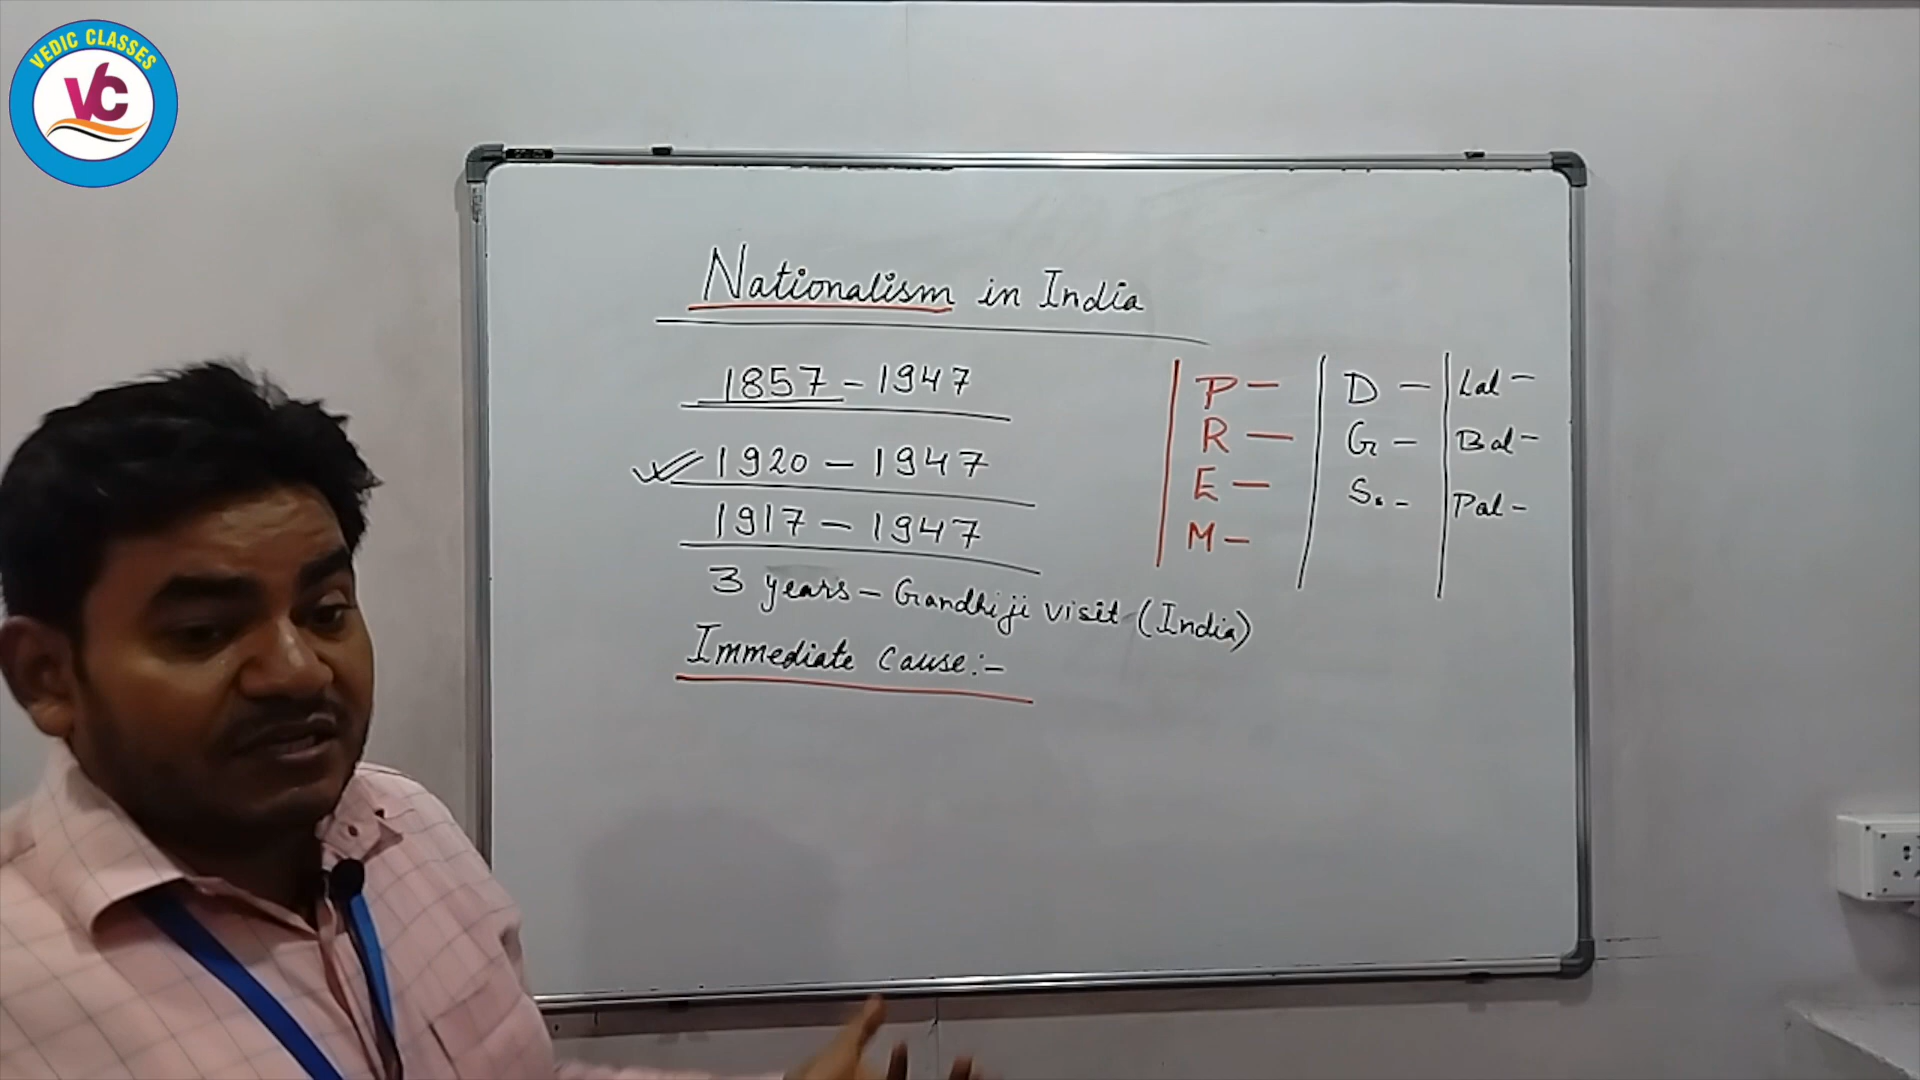 VEDIC CLASSES
VC
Nationalism in India
1857 - 1947
1920 - 1947
1917 - 1947
3 years - Gandhiji visit (India)
Immediate cause:-
P -
R -
E -
M -
D -
G -
S. -
Lal -
Bal -
Pal -